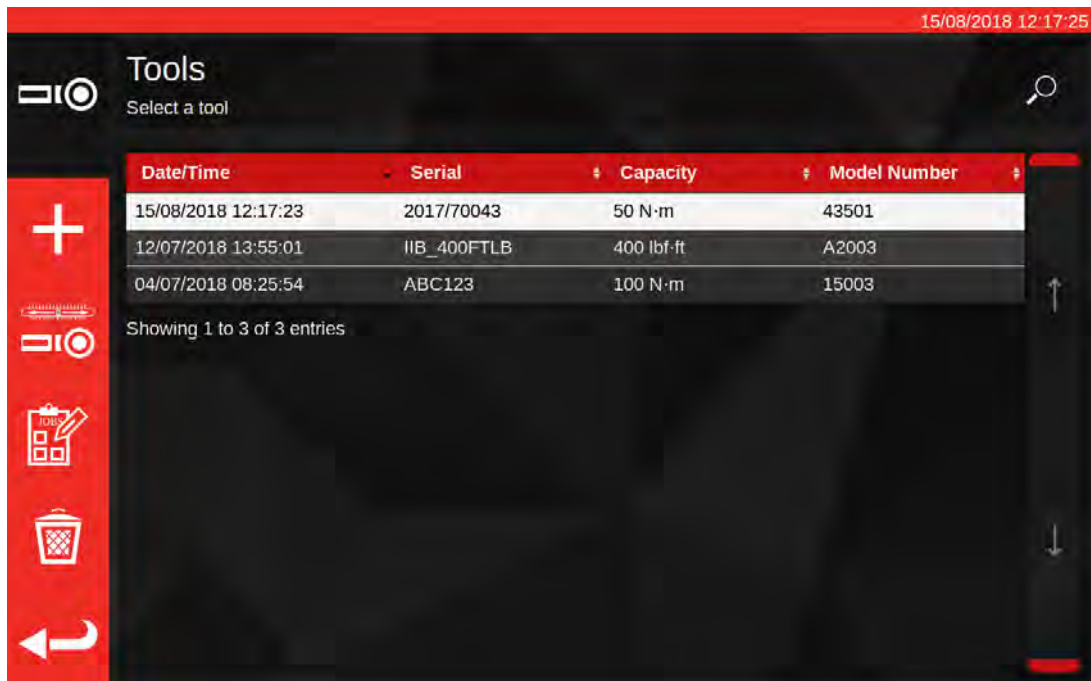 15/08/2018 12:17:25
Tools
Select a tool
Date/Time Serial Capacity Model Number
15/08/2018 12:17:23 2017/70043 50 N·m 43501
12/07/2018 13:55:01 IIB_400FTLB 400 lbf·ft A2003
04/07/2018 08:25:54 ABC123 100 N·m 15003
Showing 1 to 3 of 3 entries
JOBS